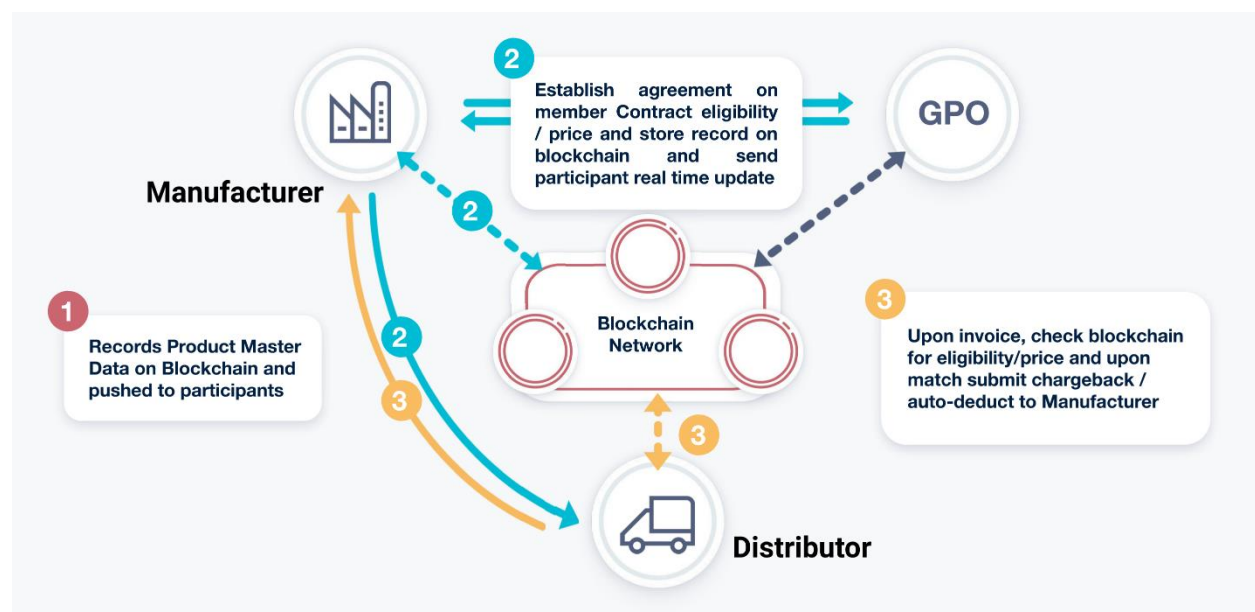 2
Establish agreement on
member Contract eligibility
/ price and store record on
blockchain and send
participant real time update
GPO
Manufacturer
2
1
Records Product Master
Data on Blockchain and
pushed to participants
2
3
Blockchain
Network
3
Upon invoice, check blockchain
for eligibility/price and upon
match submit chargeback /
auto-deduct to Manufacturer
3
Distributor